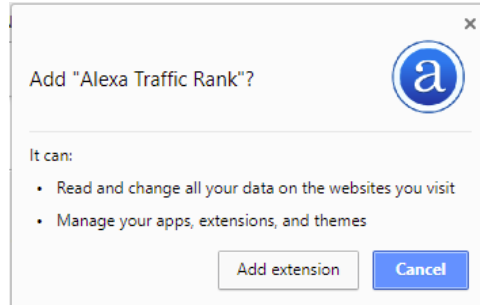 Add "Alexa Traffic Rank"?
a
It can:
• Read and change all your data on the websites you visit
• Manage your apps, extensions, and themes
Add extension
Cancel